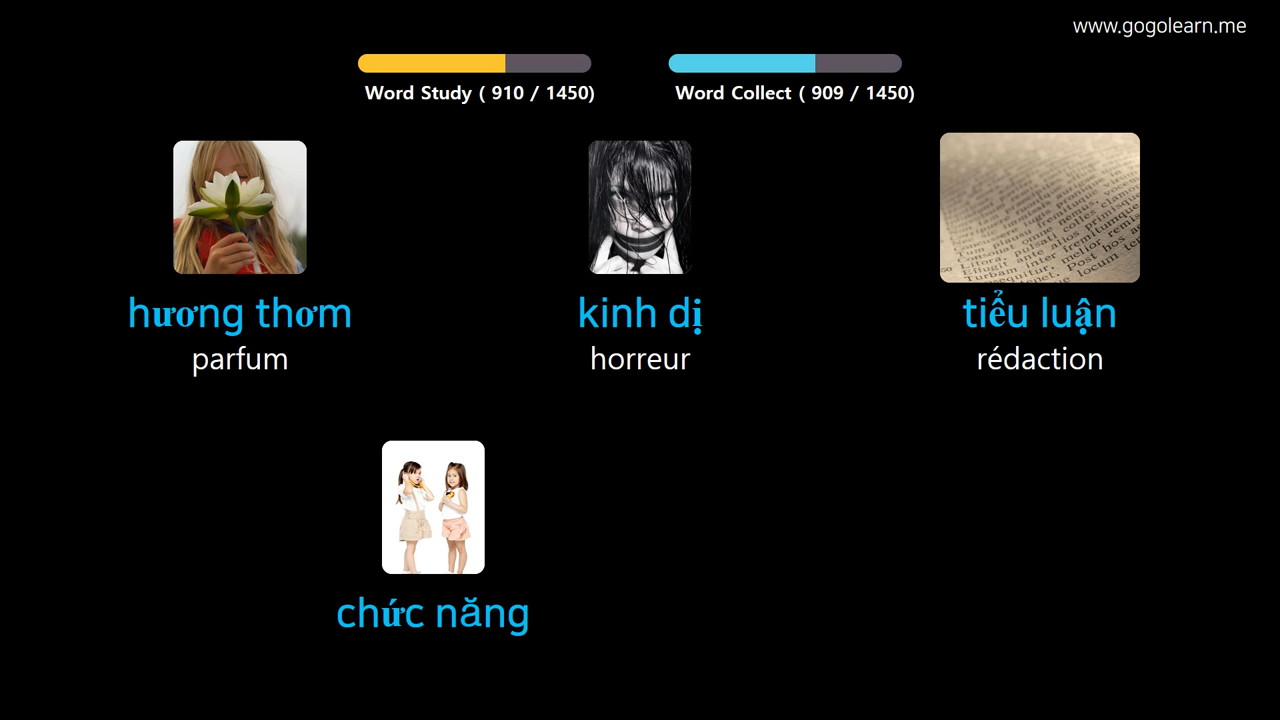 www.gogolearn.me
Word Study ( 910 / 1450)
Word Collect ( 909 / 1450)
hương thơm
parfum
kinh dị
horreur
tiểu luận
rédaction
chức năng